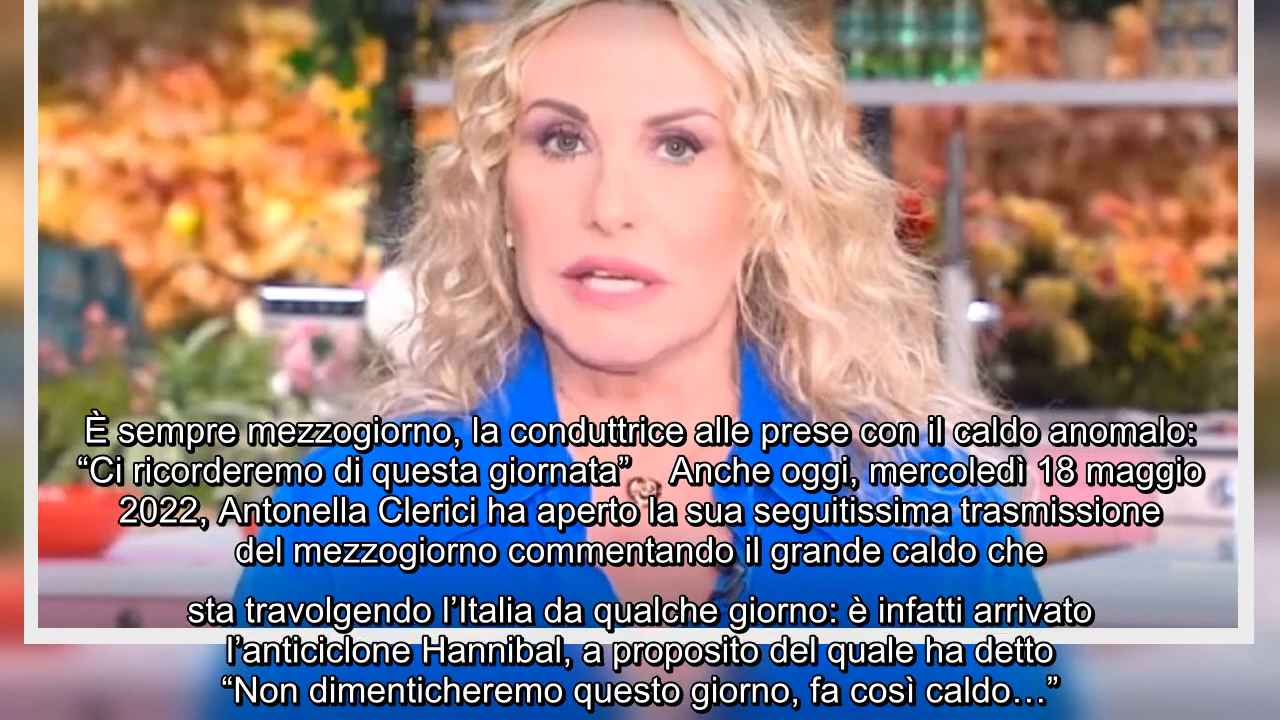 È sempre mezzogiorno, la conduttrice alle prese con il caldo anomalo:
“Ci ricorderemo di questa giornata” Anche oggi, mercoledì 18 maggio
2022, Antonella Clerici ha aperto la sua seguitissima trasmissione
del mezzogiorno commentando il grande caldo che
sta travolgendo l’Italia da qualche giorno: è infatti arrivato
l’anticiclone Hannibal, a proposito del quale ha detto
“Non dimenticheremo questo giorno, fa così caldo…”